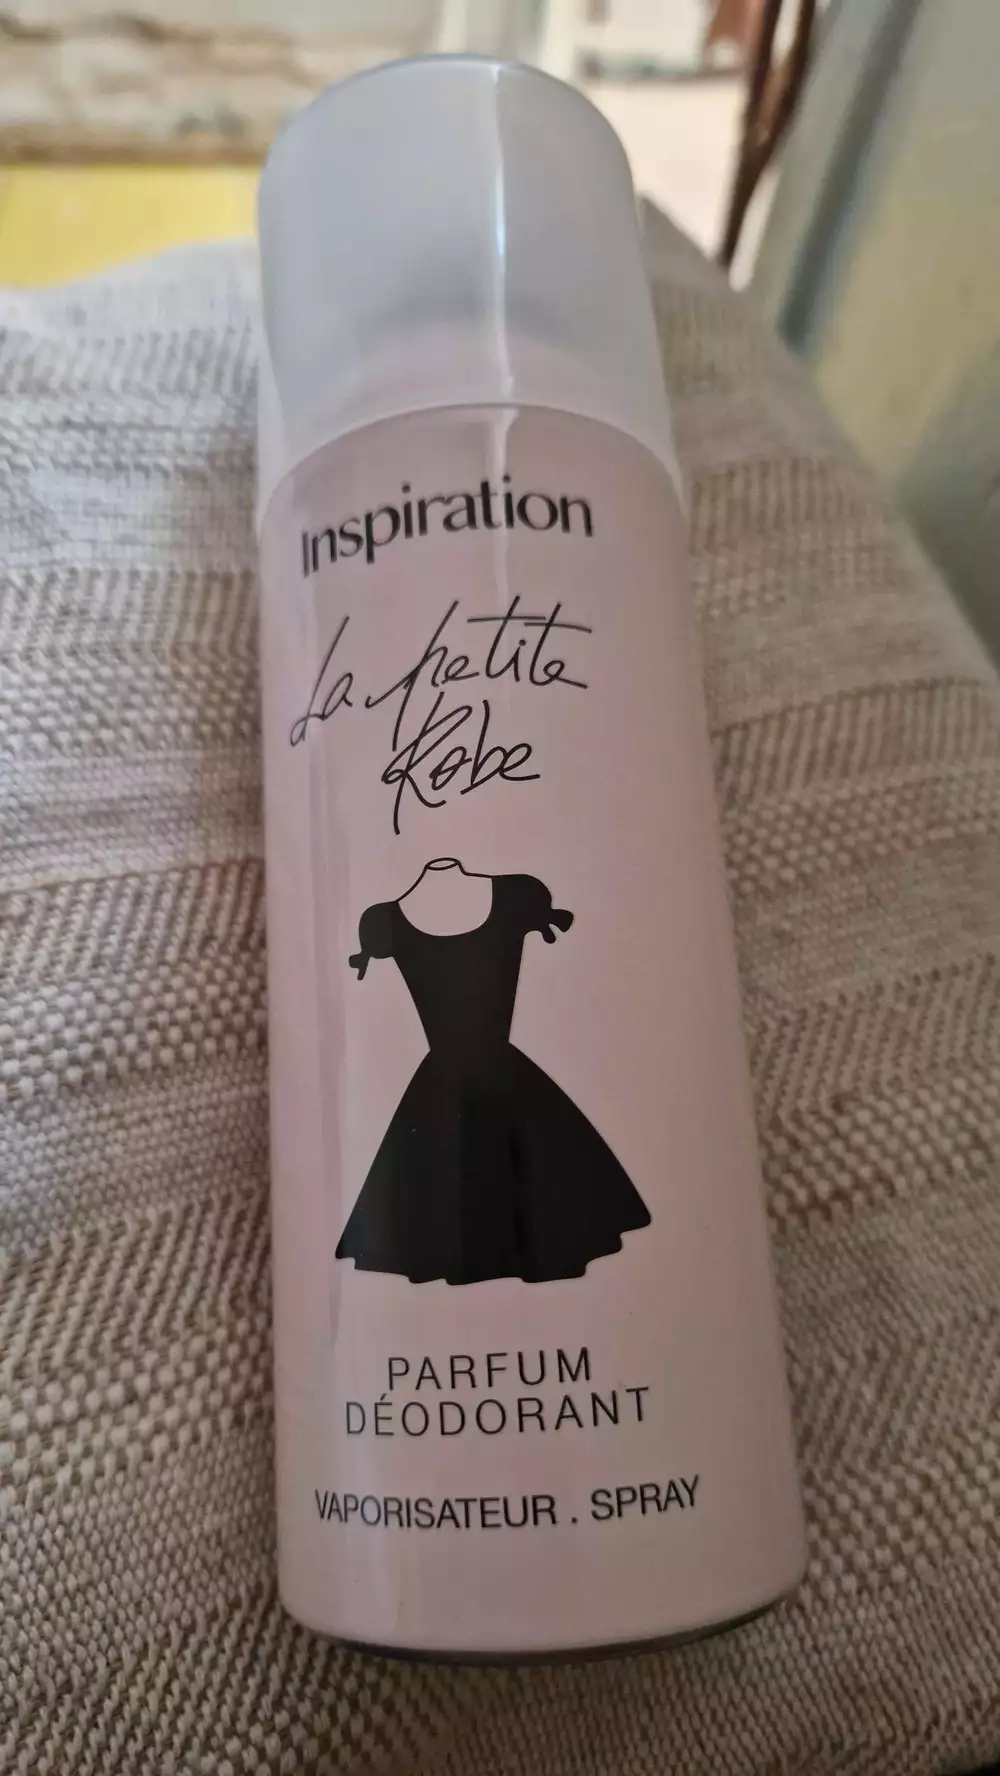 Inspiration
La petite
Robe
PARFUM
DÉODORANT
VAPORISATEUR . SPRAY